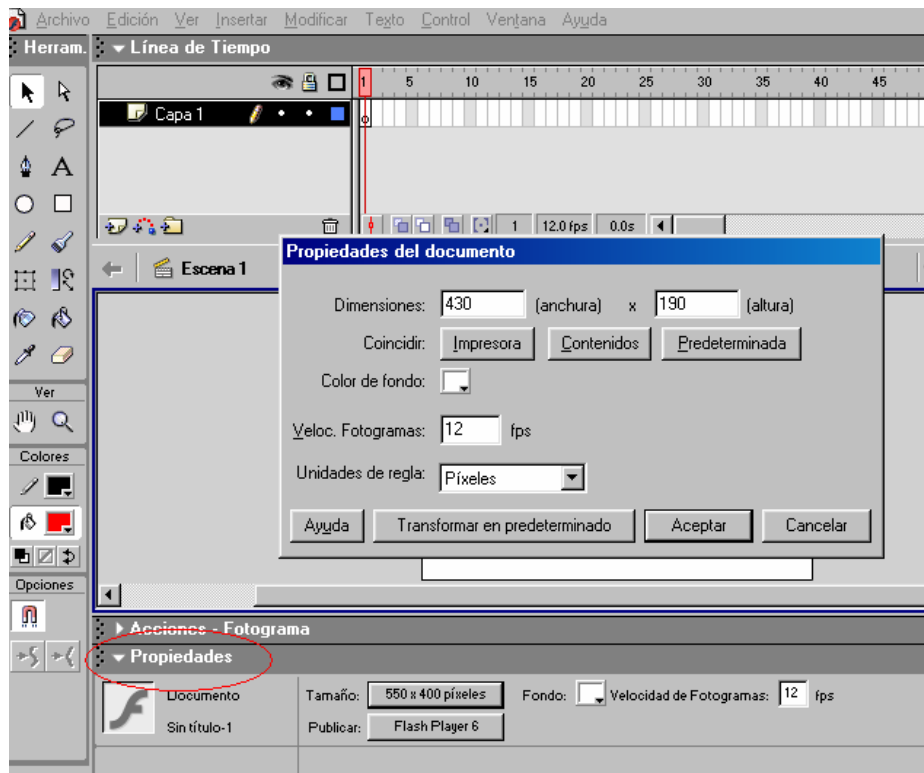 Archivo Edición Ver Insertar Modificar Texto Control Ventana Ayuda
Herram. Línea de Tiempo
1 5 10 15 20 25 30 35 40 45
Capa 1
A
1 12.0 fps 0.0s
Escena 1
Propiedades del documento
Dimensiones: 430 (anchura) x 190 (altura)
Coincidir: Impresora Contenidos Predeterminada
Color de fondo:
Veloc. Fotogramas: 12 fps
Unidades de regla: Píxeles
Ayuda Transformar en predeterminado Aceptar Cancelar
Ver
Colores
Opciones
Acciones - Fotograma
Propiedades
Documento Tamaño: 550 x 400 píxeles Fondo: Velocidad de Fotogramas: 12 fps
Sin título-1 Publicar: Flash Player 6